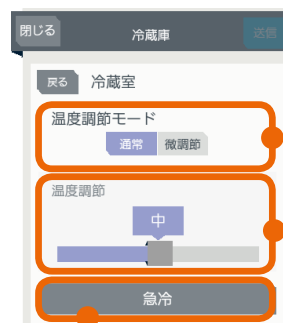 閉じる 冷蔵庫 送信
戻る 冷蔵室
温度調節モード
通常 微調節
温度調節
中
急冷